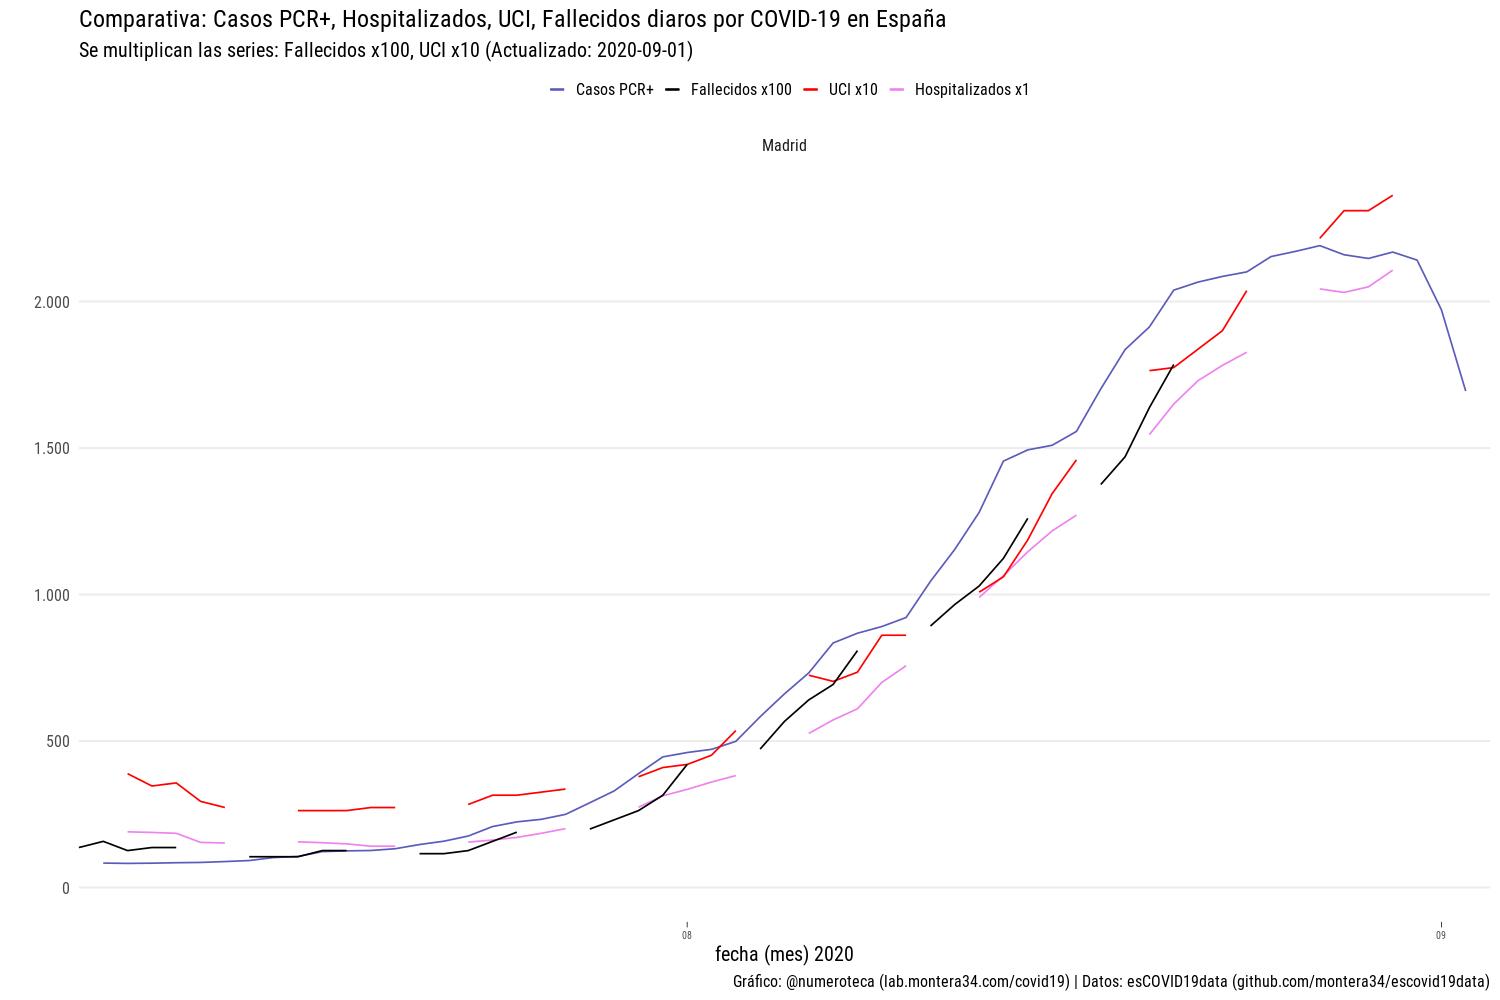 Comparativa: Casos PCR+, Hospitalizados, UCI, Fallecidos diaros por COVID-19 en España
Se multiplican las series: Fallecidos x100, UCI x10 (Actualizado: 2020-09-01)
Casos PCR+ Fallecidos x100 UCI x10 Hospitalizados x1
Madrid
2.000
1.500
1.000
500
0
08 09
fecha (mes) 2020
Gráfico: @numeroteca (lab.montera34.com/covid19) | Datos: esCOVID19data (github.com/montera34/escovid19data)